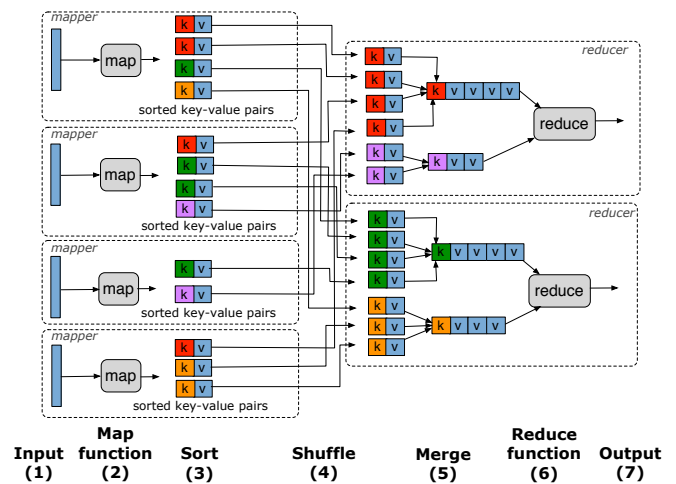 mapper
map
k v
k v
k v
k v
sorted key-value pairs
mapper
map
k v
k v
k v
k v
sorted key-value pairs
mapper
map
k v
k v
sorted key-value pairs
mapper
map
k v
k v
k v
sorted key-value pairs
reducer
k v
k v
k v
k v
k v
k v
k v v v v
k v v
reduce
reducer
k v
k v
k v
k v
k v
k v
k v
k v v v v
k v v v
reduce
Input
(1)
Map
function
(2)
Sort
(3)
Shuffle
(4)
Merge
(5)
Reduce
function
(6)
Output
(7)